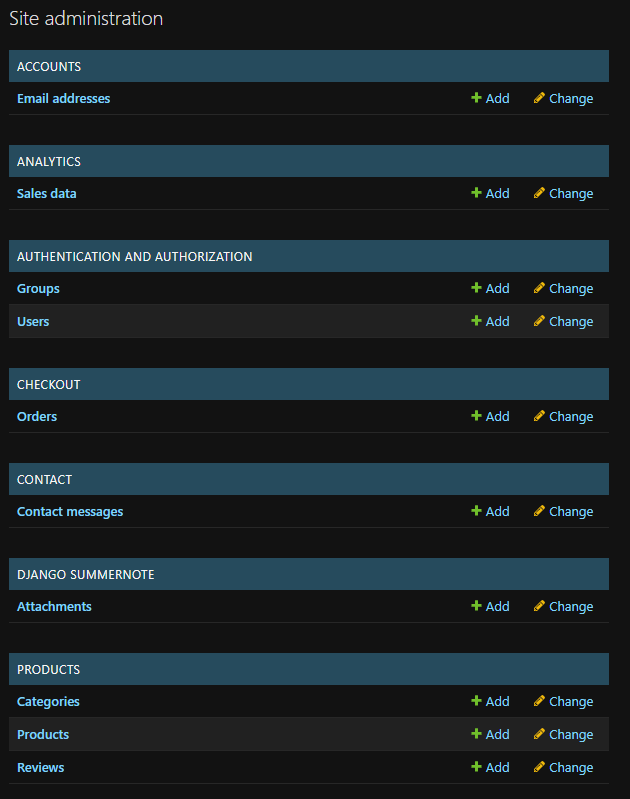 Site administration
ACCOUNTS
Email addresses Add Change
ANALYTICS
Sales data Add Change
AUTHENTICATION AND AUTHORIZATION
Groups Add Change
Users Add Change
CHECKOUT
Orders Add Change
CONTACT
Contact messages Add Change
DJANGO SUMMERNOTE
Attachments Add Change
PRODUCTS
Categories Add Change
Products Add Change
Reviews Add Change